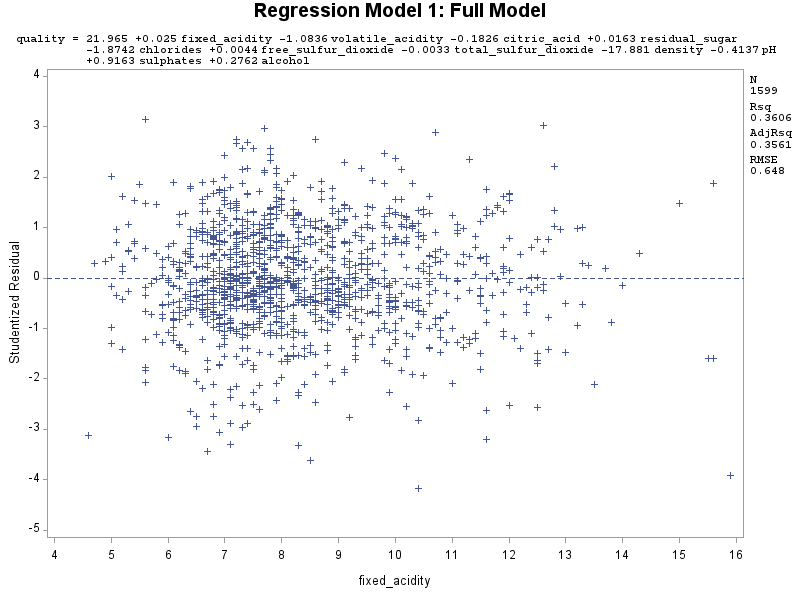 Regression Model 1: Full Model
quality = 21.965 +0.025 fixed_acidity -1.0836 volatile_acidity -0.1826 citric_acid +0.0163 residual_sugar
-1.8742 chlorides +0.0044 free_sulfur_dioxide -0.0033 total_sulfur_dioxide -17.881 density -0.4137 pH
+0.9163 sulphates +0.2762 alcohol
N
1599
Rsq
0.3606
AdjRsq
0.3561
RMSE
0.648
Studentized Residual
4
3
2
1
0
-1
-2
-3
-4
-5
4 5 6 7 8 9 10 11 12 13 14 15 16
fixed_acidity